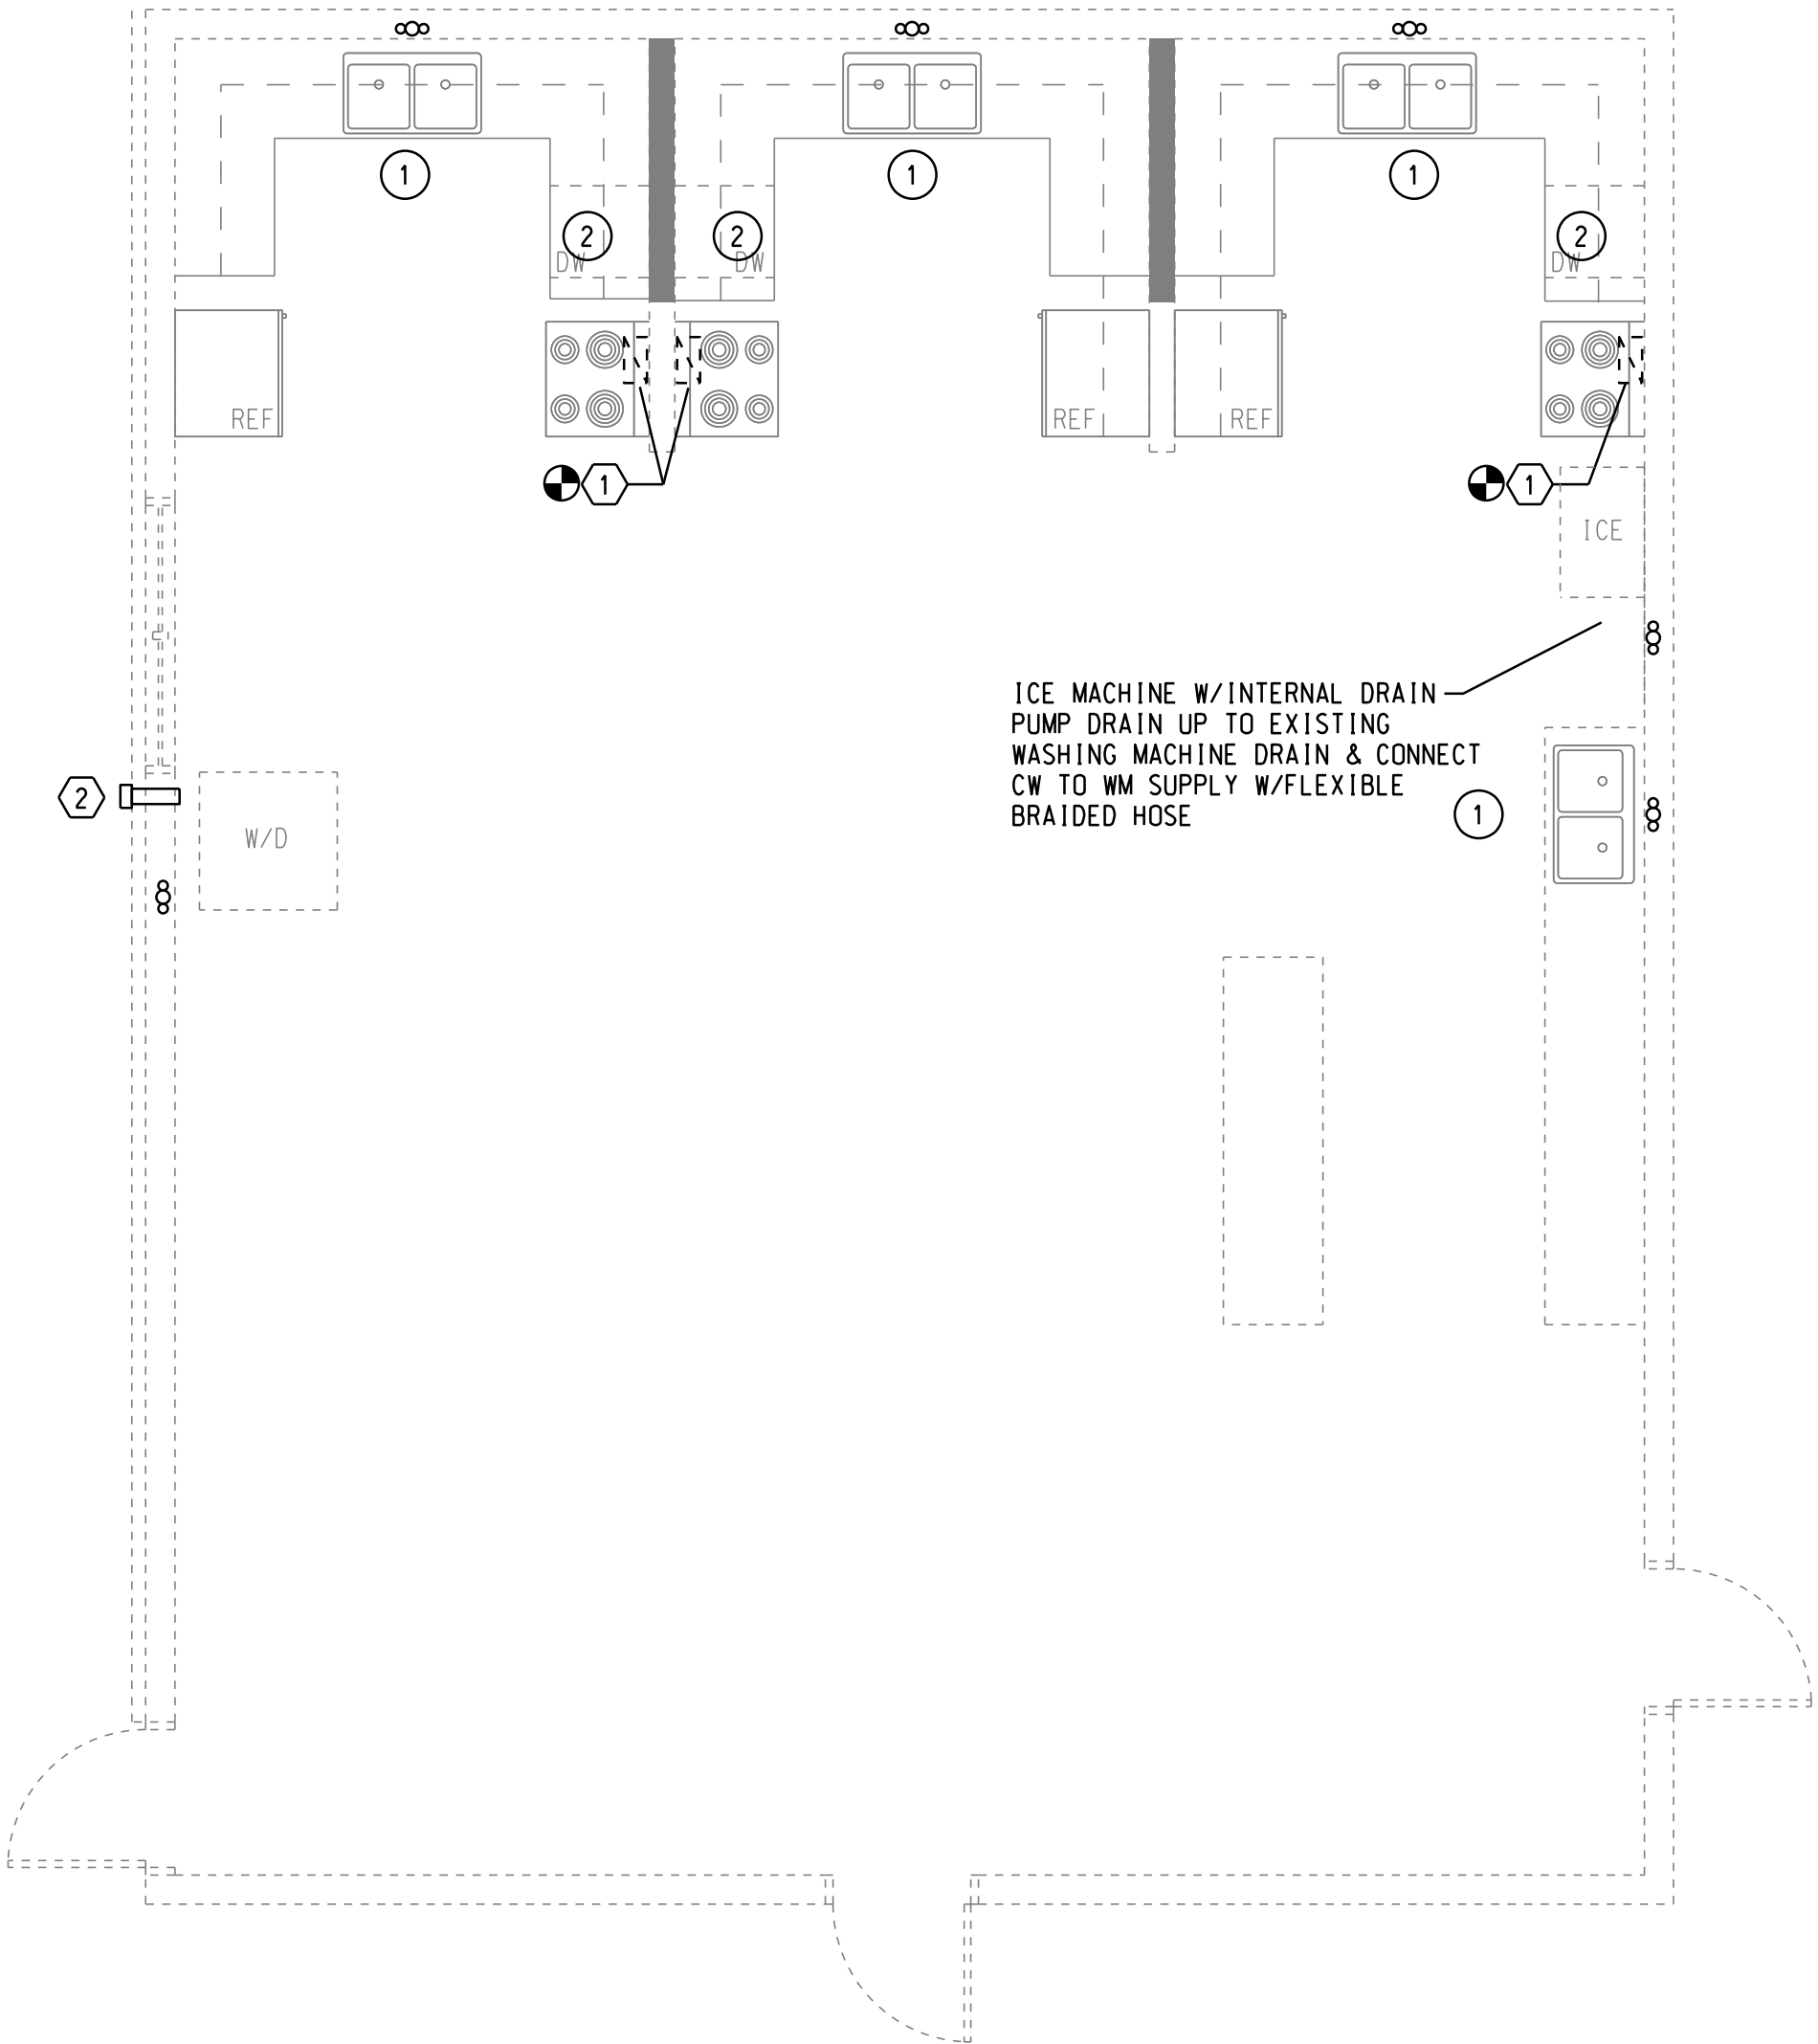 1
1
1
2
2
2
DW
DW
DW
REF
REF
REF
1
1
ICE
ICE MACHINE W/INTERNAL DRAIN
PUMP DRAIN UP TO EXISTING
WASHING MACHINE DRAIN & CONNECT
CW TO WM SUPPLY W/FLEXIBLE
BRAIDED HOSE
1
2
W/D